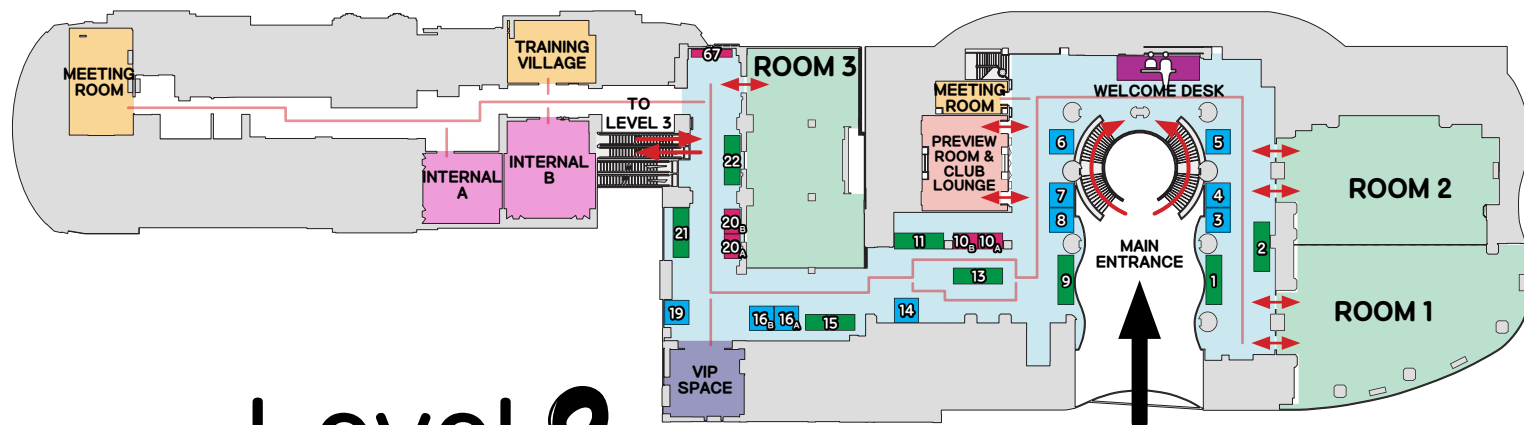 MEETING
ROOM
TRAINING
VILLAGE
INTERNAL
A
INTERNAL
B
TO
LEVEL 3
67
ROOM 3
22
20B
20A
21
19
16B
16A
15
14
VIP
SPACE
MEETING
ROOM
PREVIEW
ROOM &
CLUB
LOUNGE
11
10B
10A
13
WELCOME DESK
6
7
8
9
5
4
3
2
1
MAIN
ENTRANCE
ROOM 2
ROOM 1